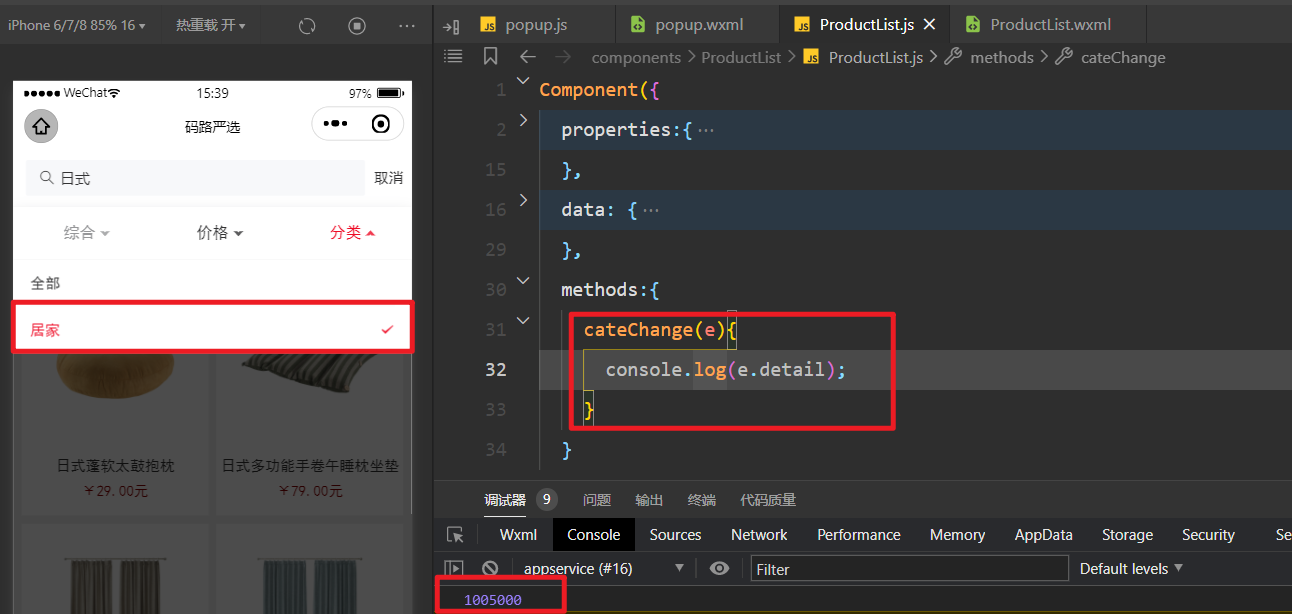 iPhone 6/7/8 85% 16 ▾ 热重载 开 ▾
popup.js popup.wxml ProductList.js ProductList.wxml
components > ProductList > ProductList.js > methods > cateChange
WeChat 15:39 97%
码路严选
日式 取消
综合 价格 分类
全部
居家
日式蓬软太鼓抱枕 日式多功能手卷午睡枕坐垫
￥29.00元 ￥79.00元
1 Component({
2 properties:{ ···
15 },
16 data: { ···
29 },
30 methods:{
31 cateChange(e){
32 console.log(e.detail);
33 }
34 }
调试器 9 问题 输出 终端 代码质量
Wxml Console Sources Network Performance Memory AppData Storage Security Se
appservice (#16) Filter Default levels
1005000